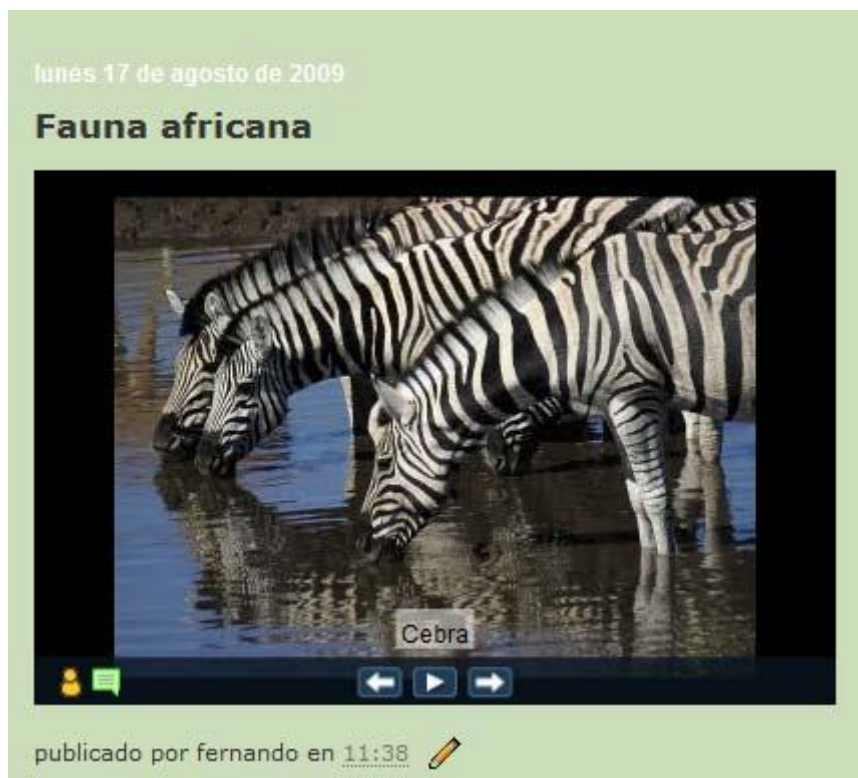 lunes 17 de agosto de 2009
Fauna africana
Cebra
publicado por fernando en 11:38